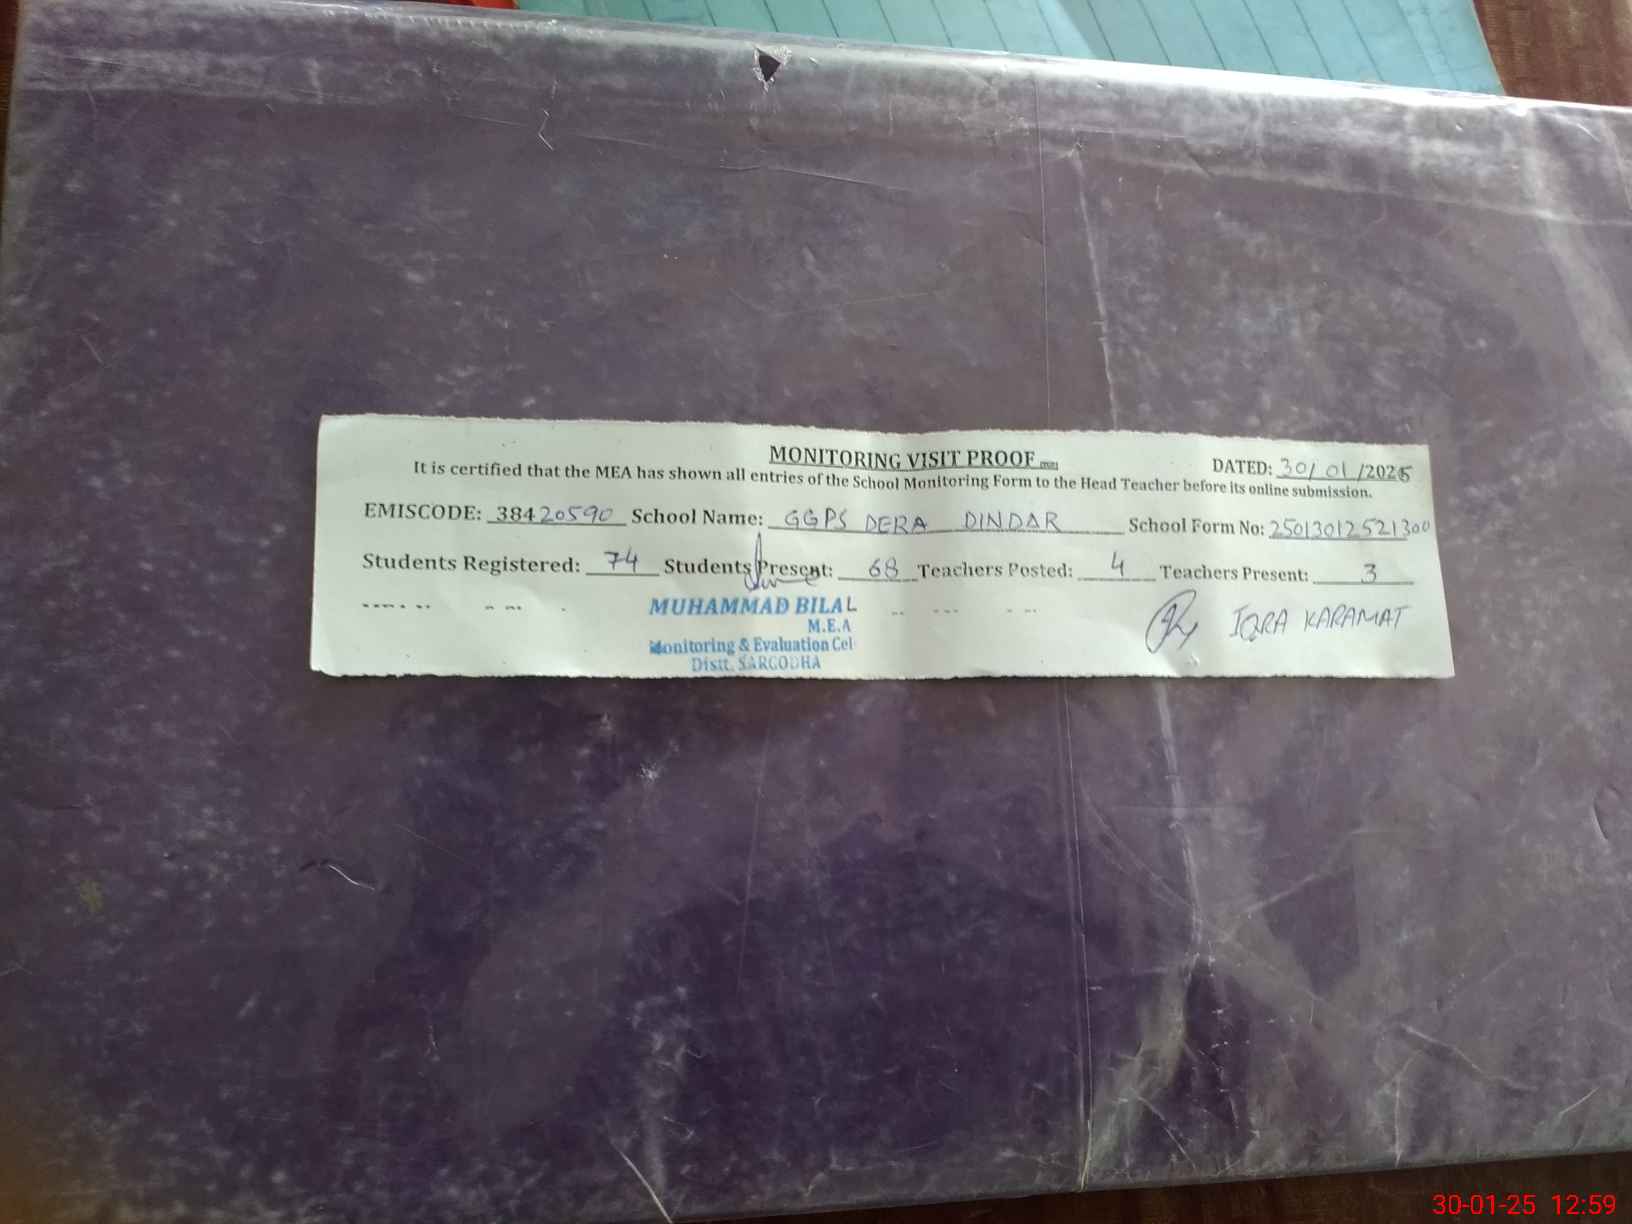 MONITORING VISIT PROOF
DATED: 30/01/2025
It is certified that the MEA has shown all entries of the School Monitoring Form to the Head Teacher before its online submission.
EMISCODE: 38420590 School Name: GGPS DERA DINDAR School Form No: 25013012521300
Students Registered: 74 Students Present: 68 Teachers Posted: 4 Teachers Present: 3
MUHAMMAD BILAL
M.E.A
Monitoring & Evaluation Cel
Distt. SARGODHA
IQRA KARAMAT
30-01-25 12:59